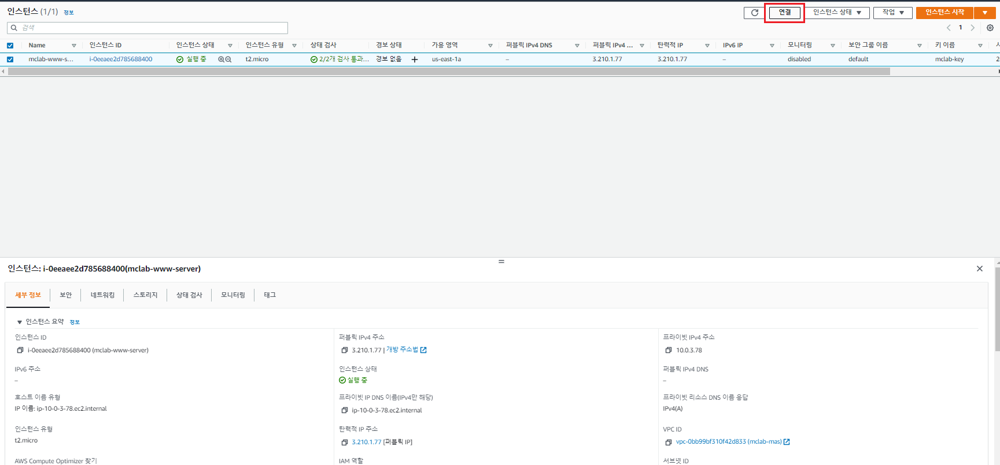 인스턴스 (1/1) 정보
연결 인스턴스 상태 작업 인스턴스 시작
검색
1
Name 인스턴스 ID 인스턴스 상태 인스턴스 유형 상태 검사 경보 상태 가용 영역 퍼블릭 IPv4 DNS 퍼블릭 IPv4 ... 탄력적 IP IPv6 IP 모니터링 보안 그룹 이름 키 이름
mclab-www-s... i-0eeaee2d785688400 실행 중 t2.micro 2/2개 검사 통과... 경보 없음 + us-east-1a – 3.210.1.77 3.210.1.77 – disabled default mclab-key 2
인스턴스: i-0eeaee2d785688400(mclab-www-server)
세부 정보 보안 네트워킹 스토리지 상태 검사 모니터링 태그
인스턴스 요약 정보
인스턴스 ID
i-0eeaee2d785688400 (mclab-www-server)
퍼블릭 IPv4 주소
3.210.1.77 | 개방 주소법
프라이빗 IPv4 주소
10.0.3.78
IPv6 주소
–
인스턴스 상태
실행 중
퍼블릭 IPv4 DNS
–
호스트 이름 유형
IP 이름: ip-10-0-3-78.ec2.internal
프라이빗 IP DNS 이름(IPv4만 해당)
ip-10-0-3-78.ec2.internal
프라이빗 리소스 DNS 이름 응답
IPv4(A)
인스턴스 유형
t2.micro
탄력적 IP 주소
3.210.1.77 [퍼블릭 IP]
VPC ID
vpc-0bb99bf310f42d833 (mclab-mas)
AWS Compute Optimizer 찾기
IAM 역할
서브넷 ID